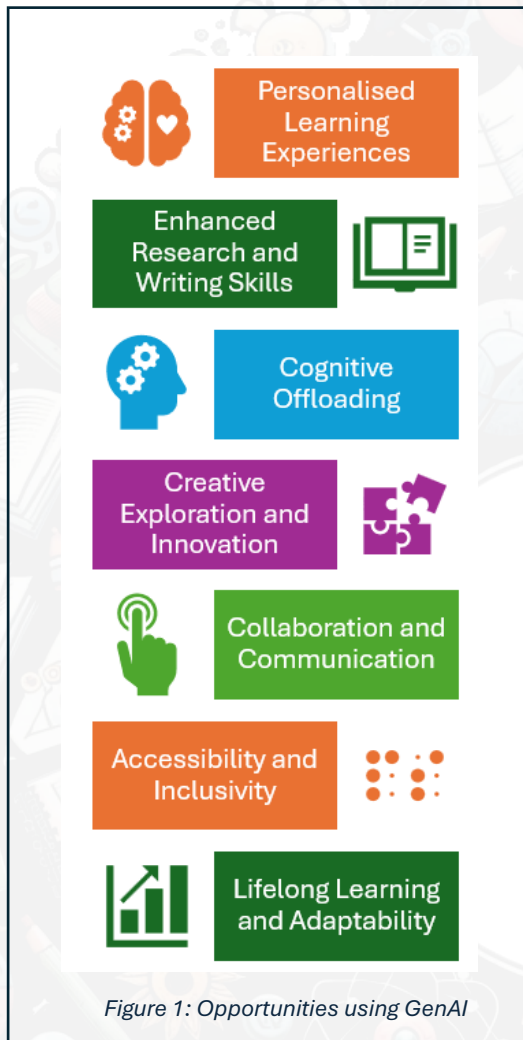 Personalised
Learning
Experiences
Enhanced
Research and
Writing Skills
Cognitive
Offloading
Creative
Exploration and
Innovation
Collaboration and
Communication
Accessibility and
Inclusivity
Lifelong Learning
and Adaptability
Figure 1: Opportunities using GenAI